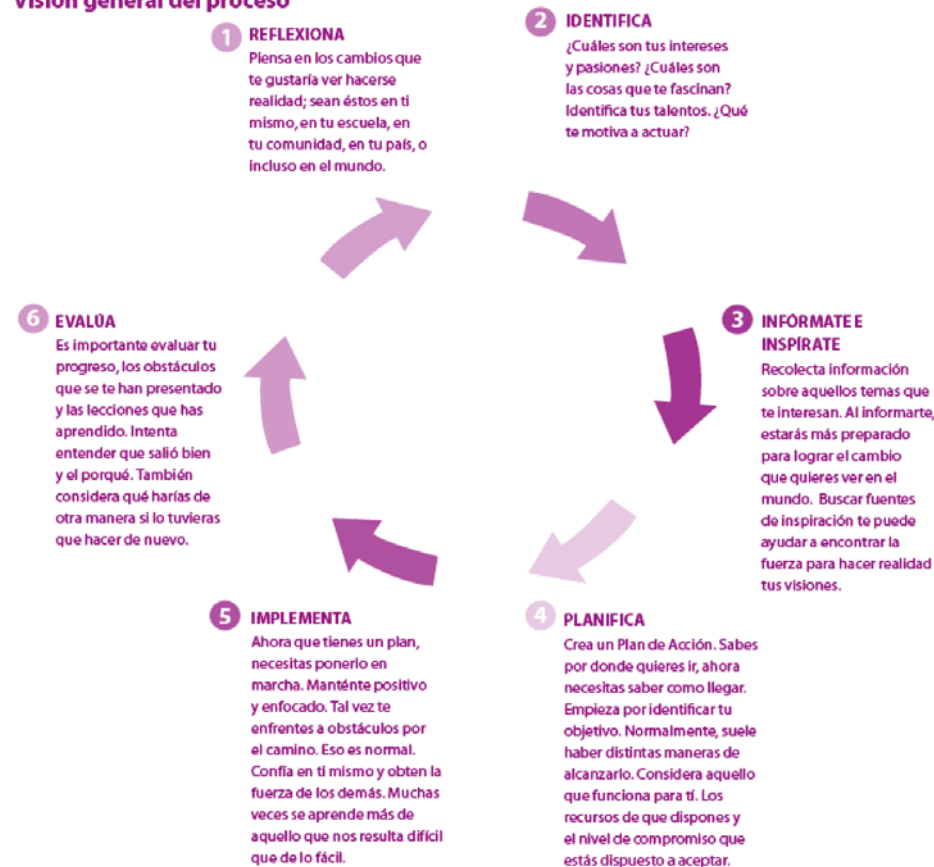 Visión general del proceso
1 REFLEXIONA
Piensa en los cambios que
te gustaría ver hacerse
realidad; sean éstos en ti
mismo, en tu escuela, en
tu comunidad, en tu país, o
incluso en el mundo.
2 IDENTIFICA
¿Cuáles son tus intereses
y pasiones? ¿Cuáles son
las cosas que te fascinan?
Identifica tus talentos. ¿Qué
te motiva a actuar?
3 INFÓRMATE E
INSPÍRATE
Recolecta información
sobre aquellos temas que
te interesan. Al informarte,
estarás más preparado
para lograr el cambio
que quieres ver en el
mundo. Buscar fuentes
de inspiración te puede
ayudar a encontrar la
fuerza para hacer realidad
tus visiones.
4 PLANIFICA
Crea un Plan de Acción. Sabes
por donde quieres ir, ahora
necesitas saber como llegar.
Empieza por identificar tu
objetivo. Normalmente, suele
haber distintas maneras de
alcanzarlo. Considera aquello
que funciona para tí. Los
recursos de que dispones y
el nivel de compromiso que
estás dispuesto a aceptar.
5 IMPLEMENTA
Ahora que tienes un plan,
necesitas ponerlo en
marcha. Manténte positivo
y enfocado. Tal vez te
enfrentes a obstáculos por
el camino. Eso es normal.
Confía en ti mismo y obten la
fuerza de los demás. Muchas
veces se aprende más de
aquello que nos resulta difícil
que de lo fácil.
6 EVALÚA
Es importante evaluar tu
progreso, los obstáculos
que se te han presentado
y las lecciones que has
aprendido. Intenta
entender que salió bien
y el porqué. También
considera qué harías de
otra manera si lo tuvieras
que hacer de nuevo.